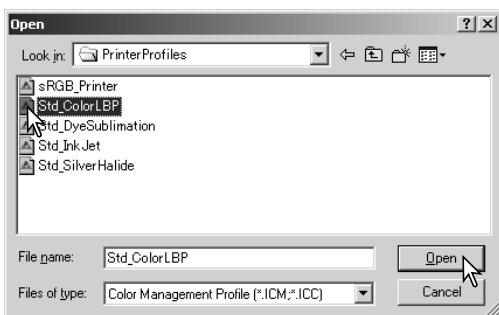 Open
Look in: PrinterProfiles
sRGB_Printer
Std_ColorLBP
Std_DyeSublimation
Std_InkJet
Std_SilverHalide
File name: Std_ColorLBP Open
Files of type: Color Management Profile (*.ICM;*.ICC) Cancel